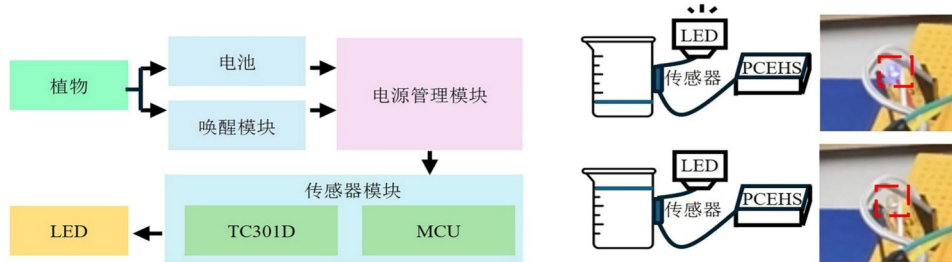 植物
电池
唤醒模块
电源管理模块
传感器模块
TC301D
MCU
LED
LED
传感器
PCEHS
LED
传感器
PCEHS